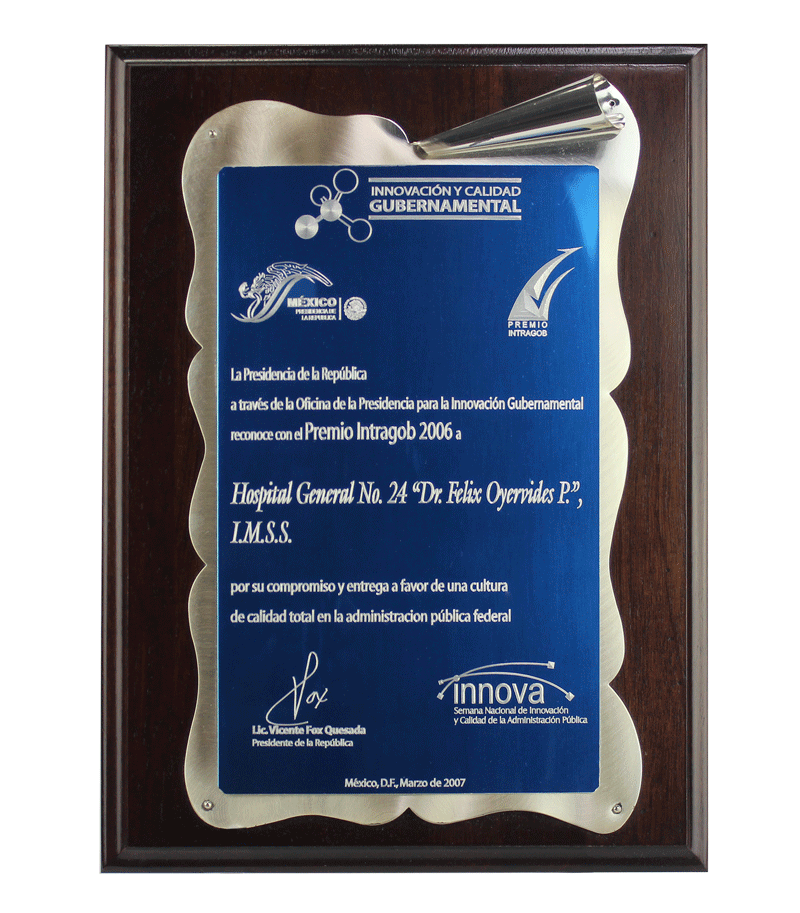 INNOVACIÓN Y CALIDAD
GUBERNAMENTAL
MÉXICO
PRESIDENCIA DE
LA REPÚBLICA
PREMIO
INTRAGOB
La Presidencia de la República
a través de la Oficina de la Presidencia para la Innovación Gubernamental
reconoce con el Premio Intragob 2006 a
Hospital General No. 24 “Dr. Felix Oyervides P.”,
I.M.S.S.
por su compromiso y entrega a favor de una cultura
de calidad total en la administracion pública federal
Fox
Lic. Vicente Fox Quesada
Presidente de la República
innova
Semana Nacional de Innovación
y Calidad de la Administración Pública
México, D.F., Marzo de 2007